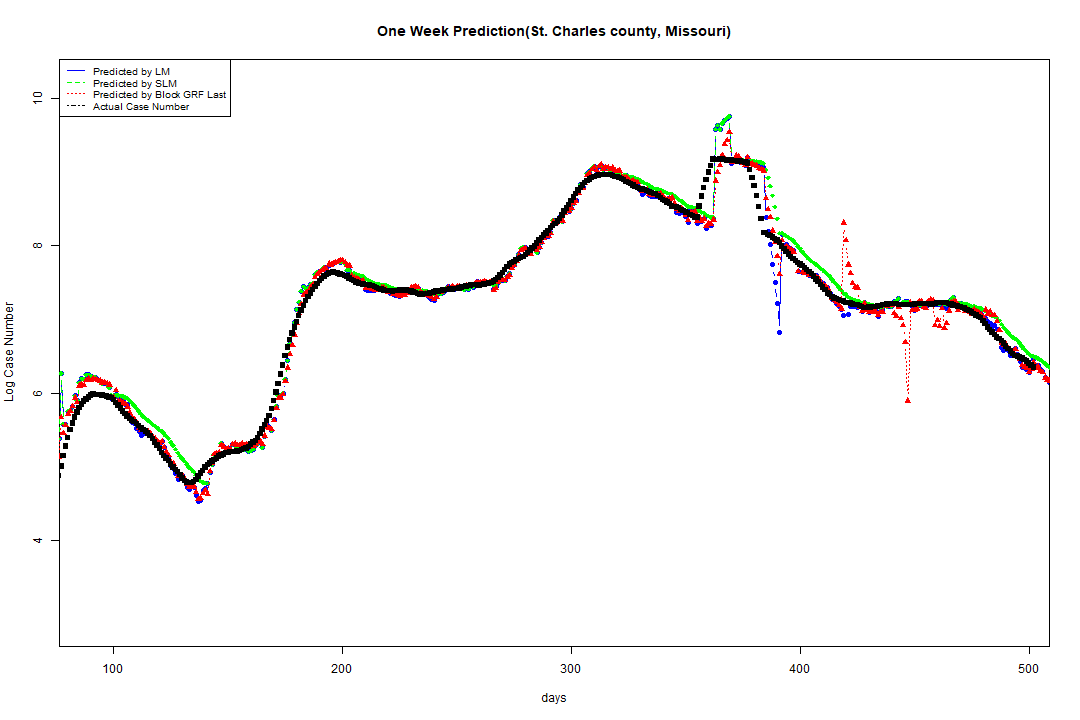 One Week Prediction(St. Charles county, Missouri)
Predicted by LM
Predicted by SLM
Predicted by Block GRF Last
Actual Case Number
10
8
6
4
Log Case Number
100 200 300 400 500
days